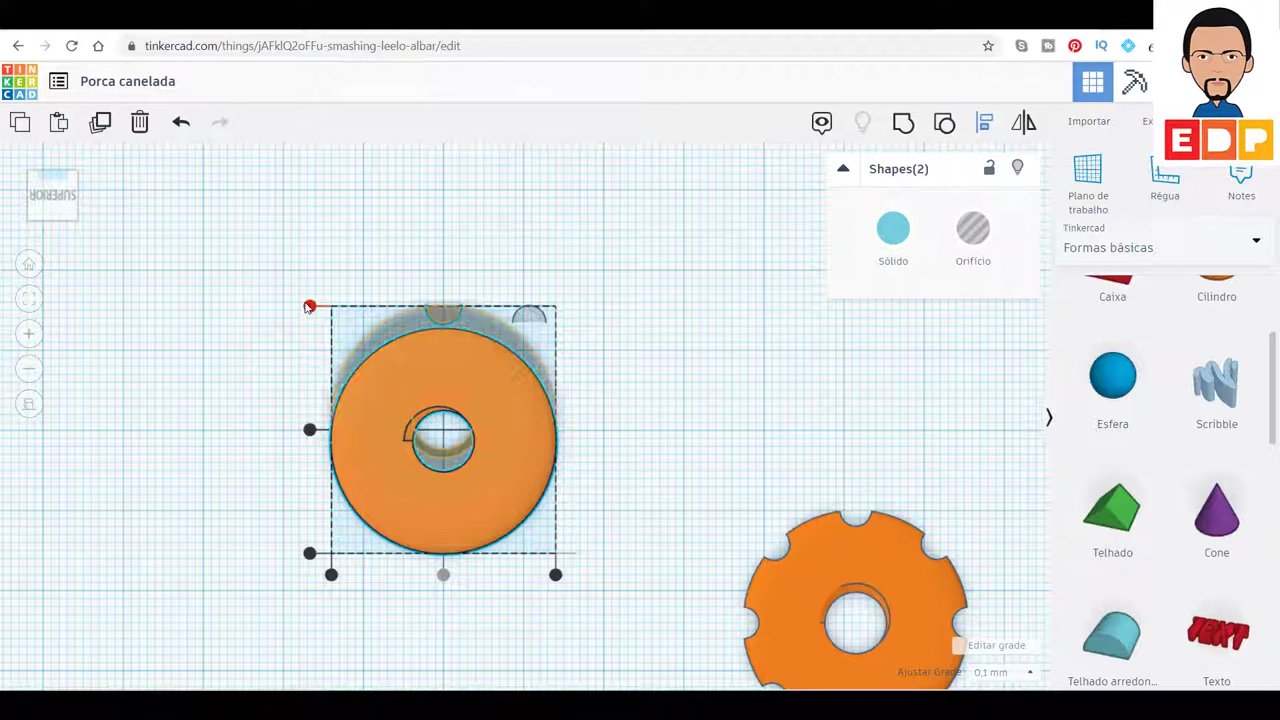 tinkercad.com/things/jAFklQ2oFFu-smashing-leelo-albar/edit
TIN
KER
CAD
Porca canelada
EDP
Importar
Ex
SUPERIOR
Shapes(2)
Sólido
Orifício
Plano de
trabalho
Régua
Notes
Tinkercad
Formas básicas
Caixa
Cilindro
Esfera
Scribble
Telhado
Cone
TEXT
Telhado arredon...
Texto
Editar grade
Ajustar Grade
0,1 mm
IQ